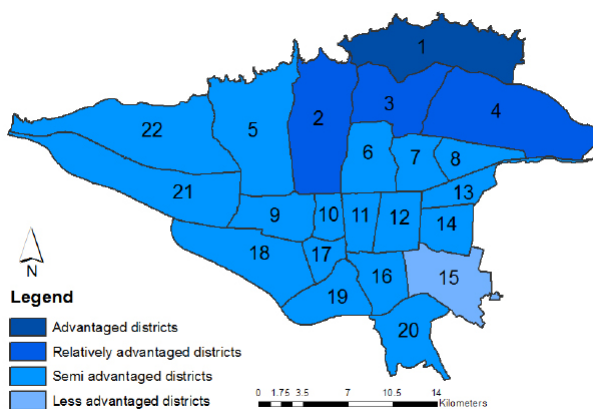 1
2
3
4
5
6
7
8
22
21
9
10
11
12
13
14
18
17
16
15
19
20
N
Legend
Advantaged districts
Relatively advantaged districts
Semi advantaged districts
Less advantaged districts
0 1.75 3.5 7 10.5 14
Kilometers